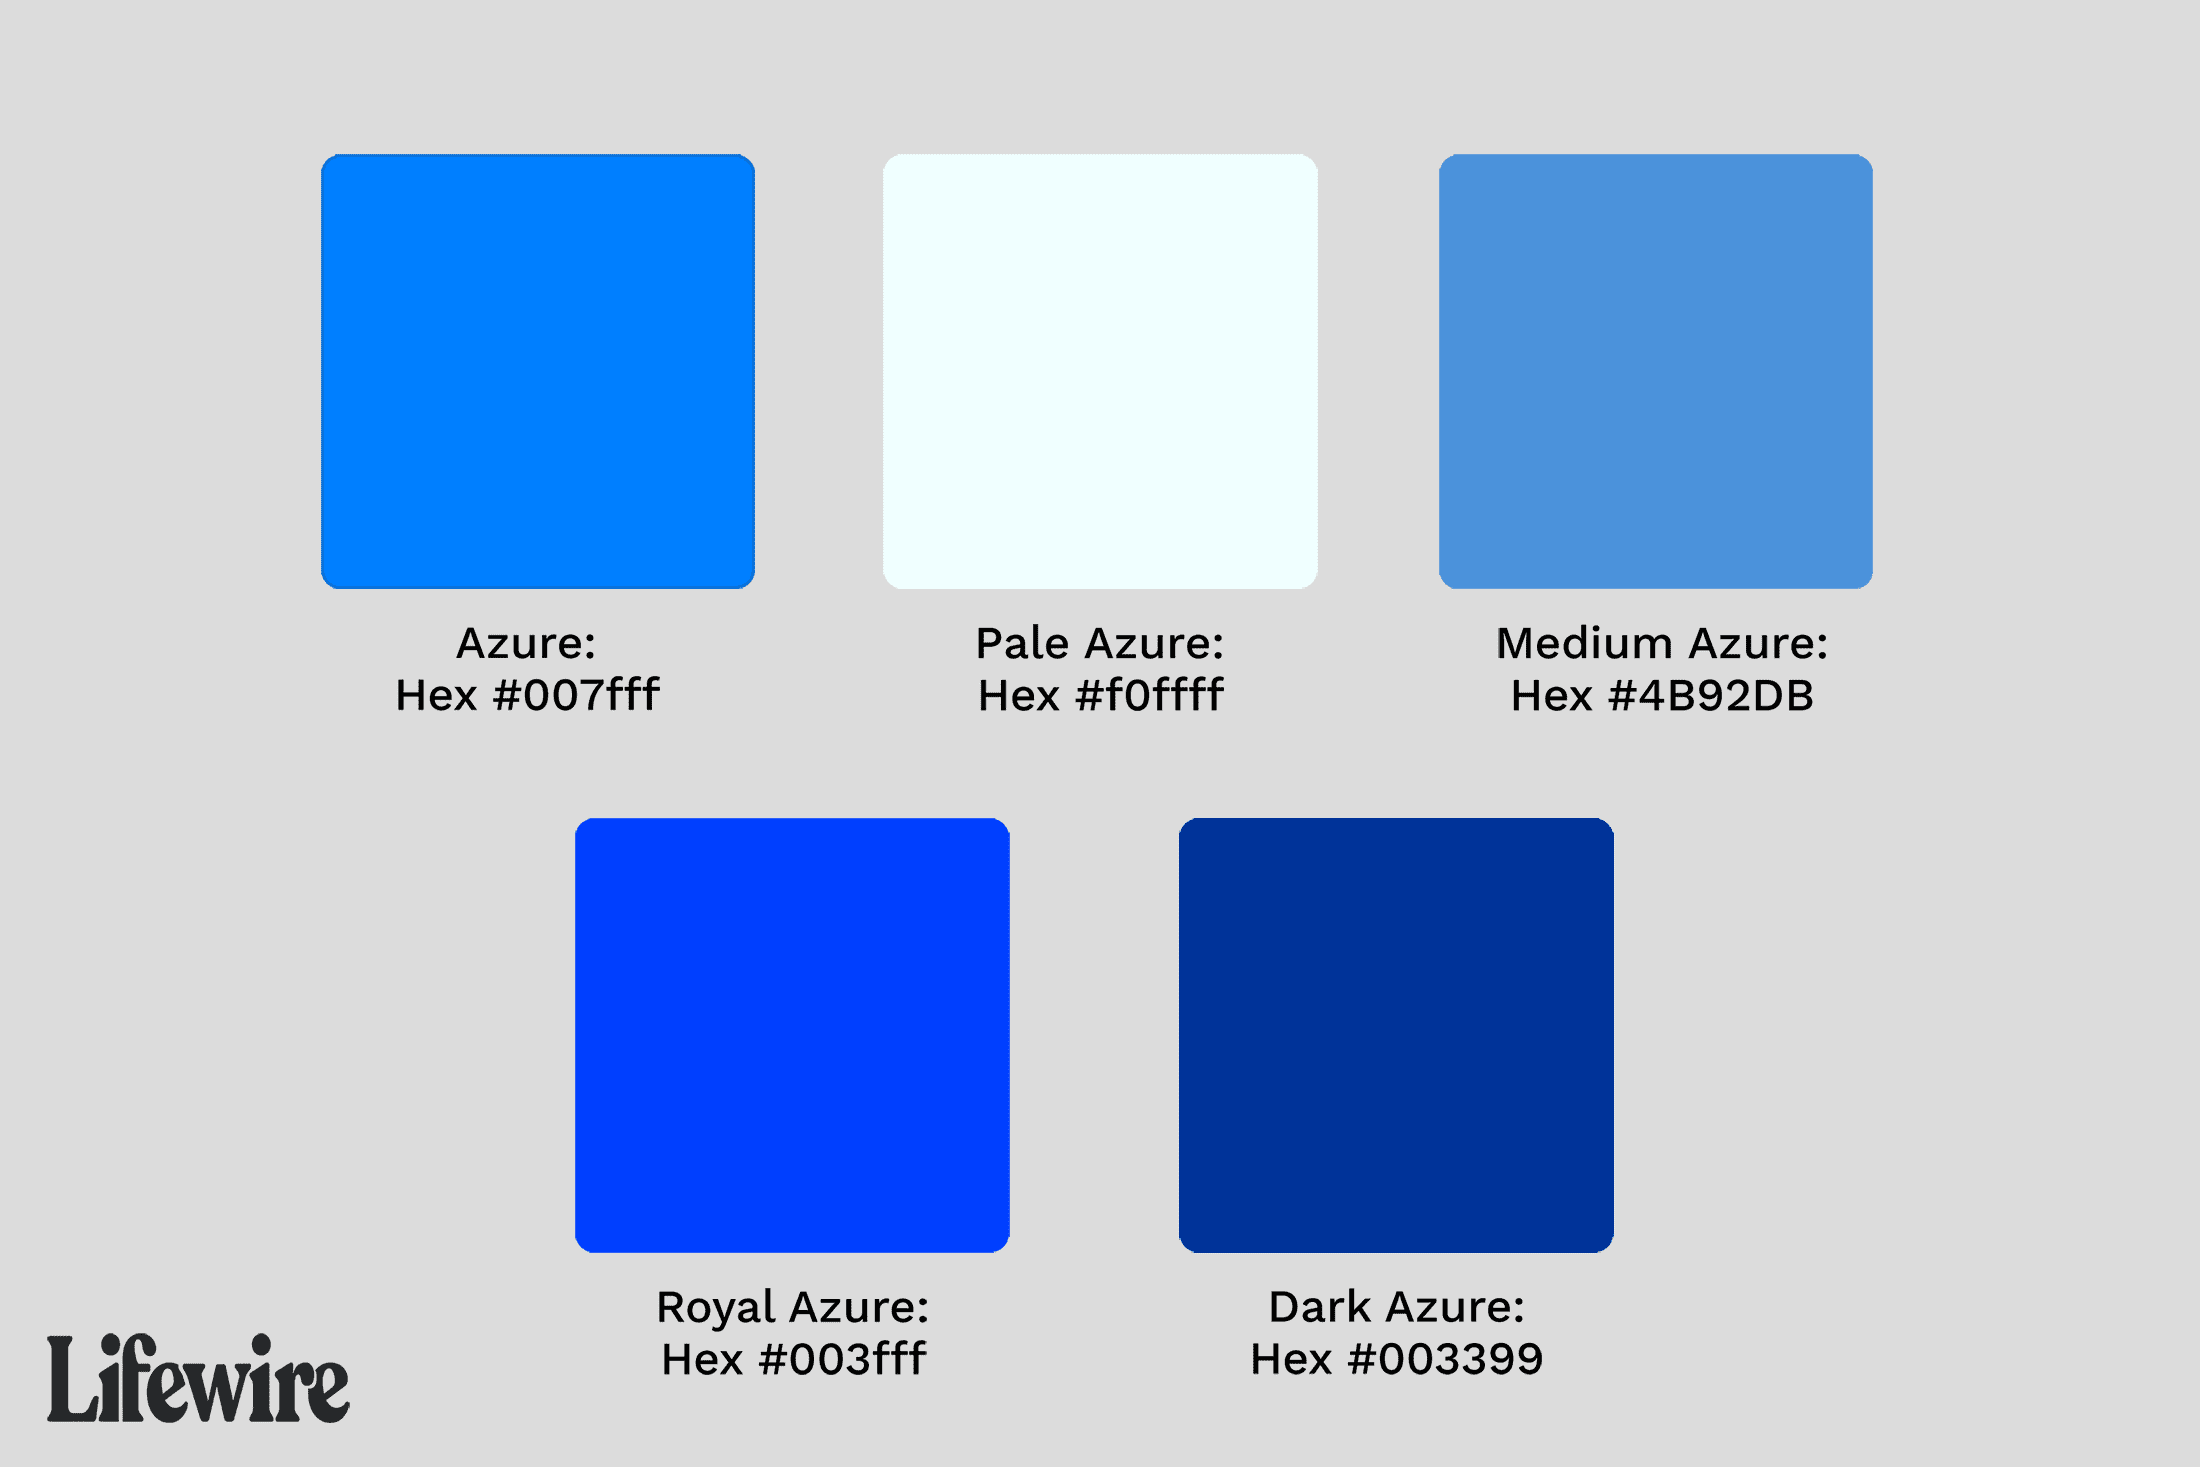 Azure:
Hex #007fff
Pale Azure:
Hex #f0ffff
Medium Azure:
Hex #4B92DB
Royal Azure:
Hex #003fff
Dark Azure:
Hex #003399
Lifewire